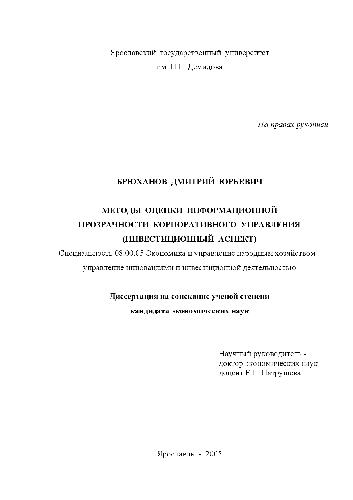 Ярославский государственный университет
им. П.Г. Демидова
На правах рукописи
БРЮХАНОВ ДМИТРИЙ ЮРЬЕВИЧ
МЕТОДЫ ОЦЕНКИ ИНФОРМАЦИОННОЙ
ПРОЗРАЧНОСТИ КОРПОРАТИВНОГО УПРАВЛЕНИЯ
(ИНВЕСТИЦИОННЫЙ АСПЕКТ)
Специальность 08.00.05 Экономика и управление народным хозяйством
управление инновациями и инвестиционной деятельностью
Диссертация на соискание ученой степени
кандидата экономических наук
Научный руководитель -
доктор экономических наук
доцент
Ярославль -